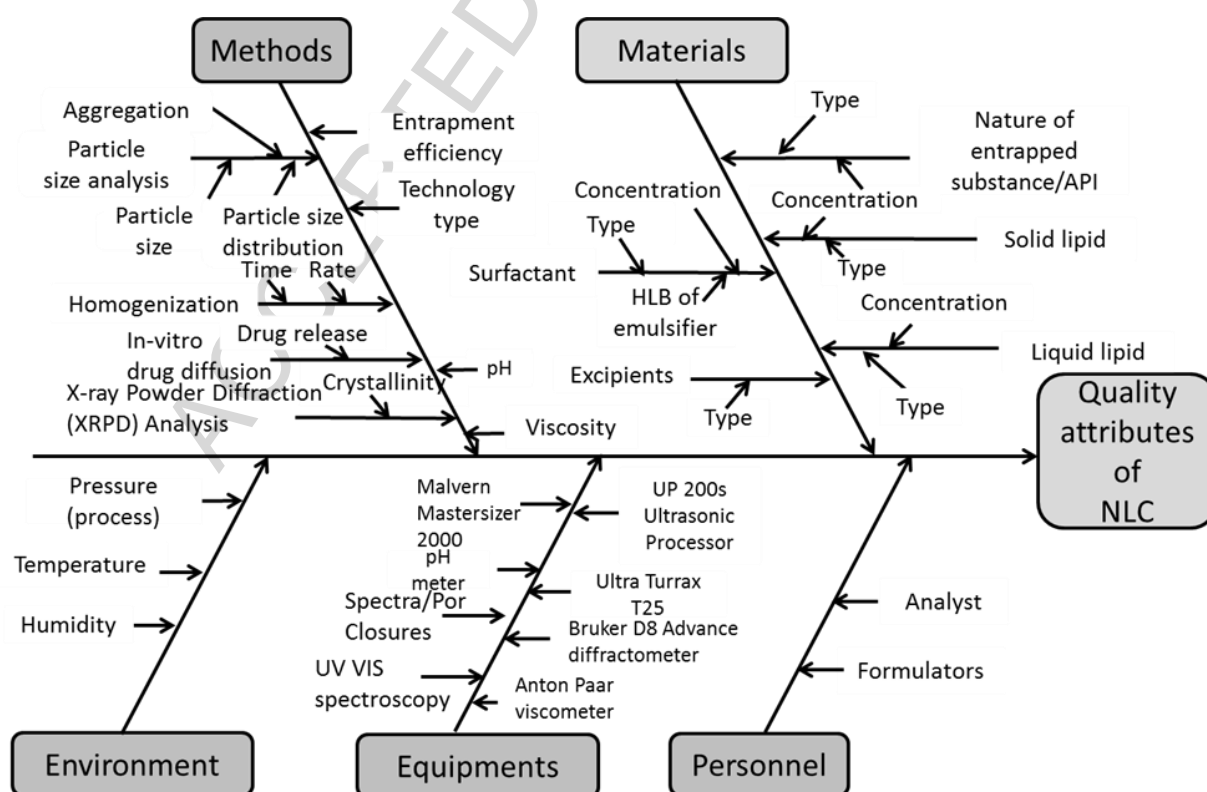 Methods
Materials
Aggregation
Particle
size analysis
Particle
size
Particle size
distribution
Entrapment
efficiency
Technology
type
Time
Rate
Homogenization
In-vitro
drug diffusion
Drug release
X-ray Powder Diffraction
(XRPD) Analysis
Crystallinity
pH
Viscosity
Type
Nature of
entrapped
substance/API
Concentration
Concentration
Type
Solid lipid
Type
Surfactant
HLB of
emulsifier
Concentration
Liquid lipid
Type
Excipients
Type
Quality
attributes
of
NLC
Pressure
(process)
Temperature
Humidity
Malvern
Mastersizer
2000
pH
meter
Spectra/Por
Closures
UV VIS
spectroscopy
UP 200s
Ultrasonic
Processor
Ultra Turrax
T25
Bruker D8 Advance
diffractometer
Anton Paar
viscometer
Analyst
Formulators
Environment
Equipments
Personnel